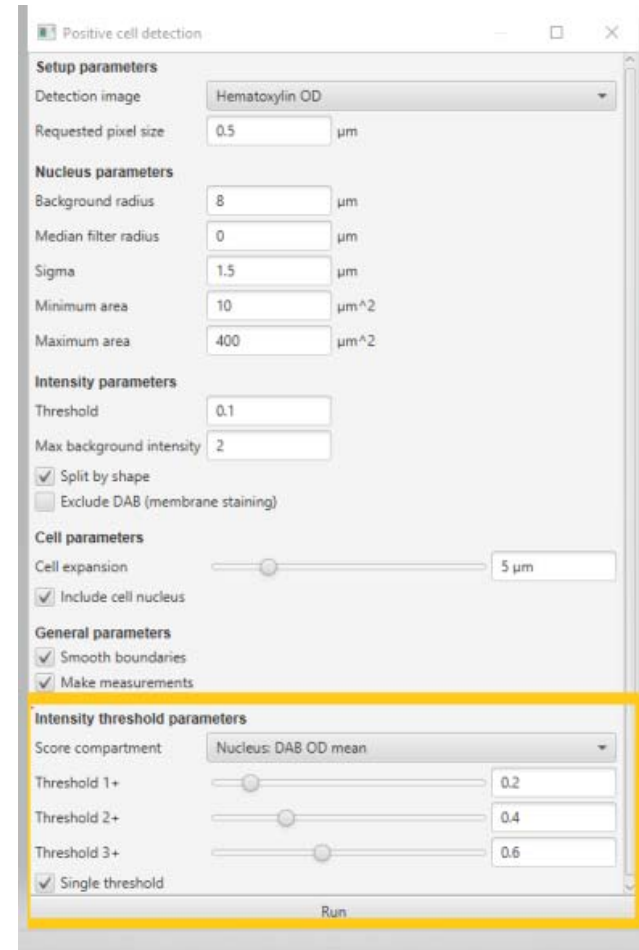 Positive cell detection
Setup parameters
Detection image Hematoxylin OD
Requested pixel size 0.5 µm
Nucleus parameters
Background radius 8 µm
Median filter radius 0 µm
Sigma 1.5 µm
Minimum area 10 µm^2
Maximum area 400 µm^2
Intensity parameters
Threshold 0.1
Max background intensity 2
Split by shape
Exclude DAB (membrane staining)
Cell parameters
Cell expansion 5 µm
Include cell nucleus
General parameters
Smooth boundaries
Make measurements
Intensity threshold parameters
Score compartment Nucleus: DAB OD mean
Threshold 1+ 0.2
Threshold 2+ 0.4
Threshold 3+ 0.6
Single threshold
Run